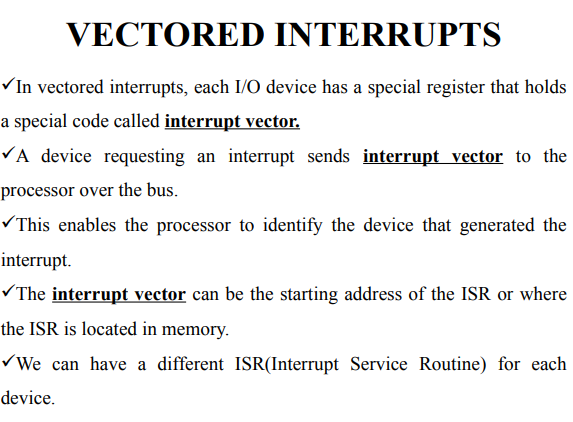 VECTORED INTERRUPTS
✓In vectored interrupts, each I/O device has a special register that holds
a special code called interrupt vector.
✓A device requesting an interrupt sends interrupt vector to the
processor over the bus.
✓This enables the processor to identify the device that generated the
interrupt.
✓The interrupt vector can be the starting address of the ISR or where
the ISR is located in memory.
✓We can have a different ISR(Interrupt Service Routine) for each
device.